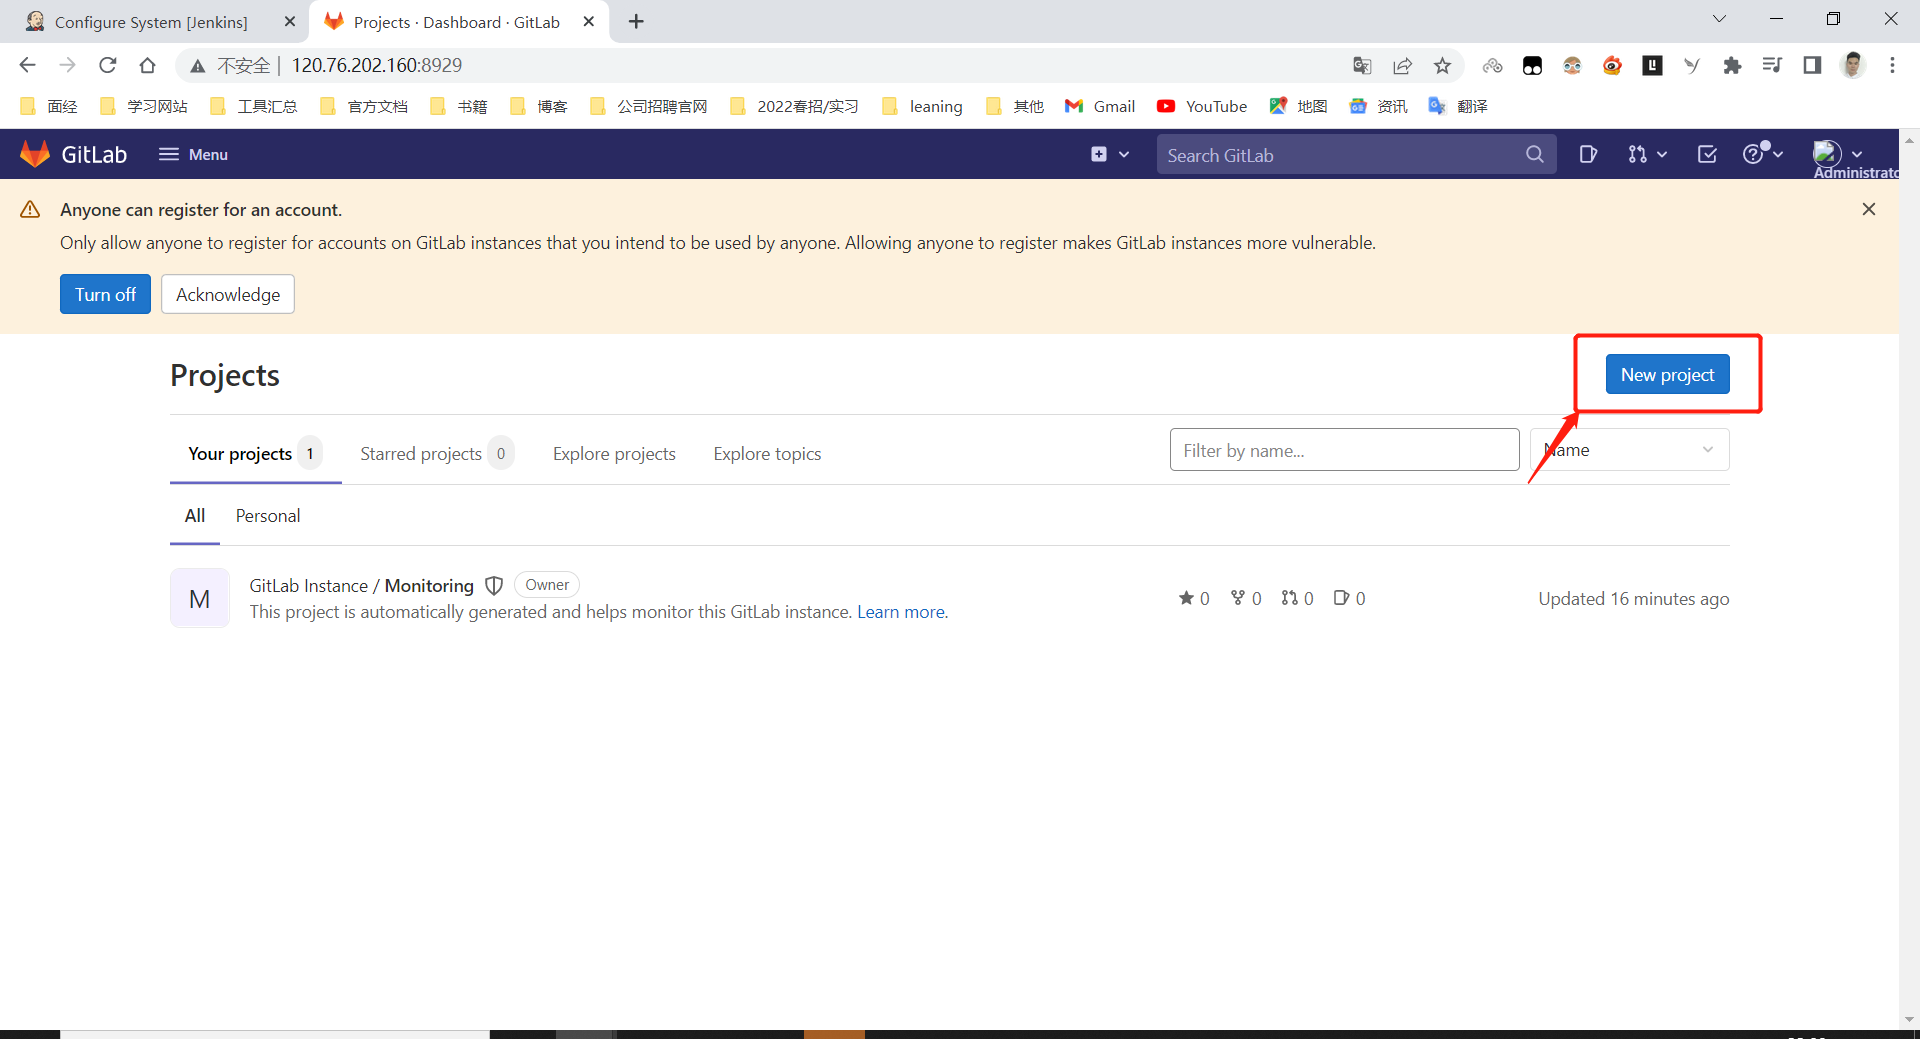 Configure System [Jenkins]
Projects · Dashboard · GitLab
不安全 | 120.76.202.160:8929
面经
学习网站
工具汇总
官方文档
书籍
博客
公司招聘官网
2022春招/实习
leaning
其他
Gmail
YouTube
地图
资讯
翻译
GitLab
Menu
Search GitLab
Administrato
Anyone can register for an account.
Only allow anyone to register for accounts on GitLab instances that you intend to be used by anyone. Allowing anyone to register makes GitLab instances more vulnerable.
Turn off
Acknowledge
Projects
New project
Your projects 1
Starred projects 0
Explore projects
Explore topics
Filter by name...
Name
All
Personal
M
GitLab Instance / Monitoring
Owner
This project is automatically generated and helps monitor this GitLab instance. Learn more.
0
0
0
0
Updated 16 minutes ago